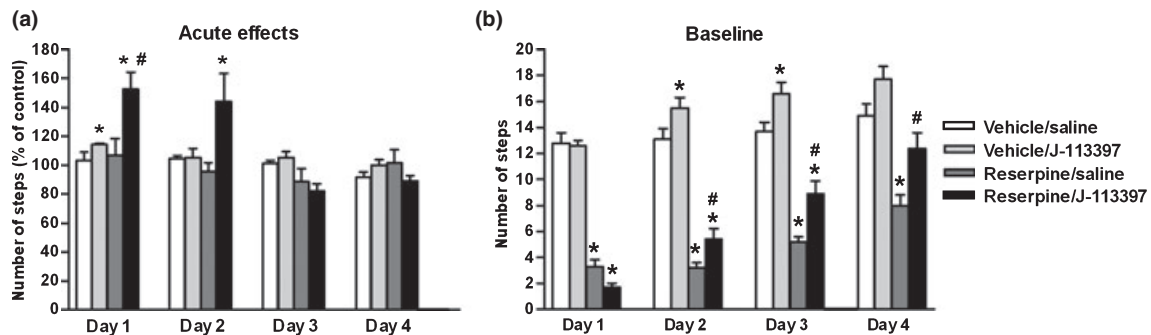 (a)
Acute effects
Number of steps (% of control)
180
160
140
120
100
80
60
40
20
0
* * # *
Day 1 Day 2 Day 3 Day 4
(b)
Baseline
Number of steps
20
18
16
14
12
10
8
6
4
2
0
* * * * # * * * # * * #
Day 1 Day 2 Day 3 Day 4
Vehicle/saline
Vehicle/J-113397
Reserpine/saline
Reserpine/J-113397